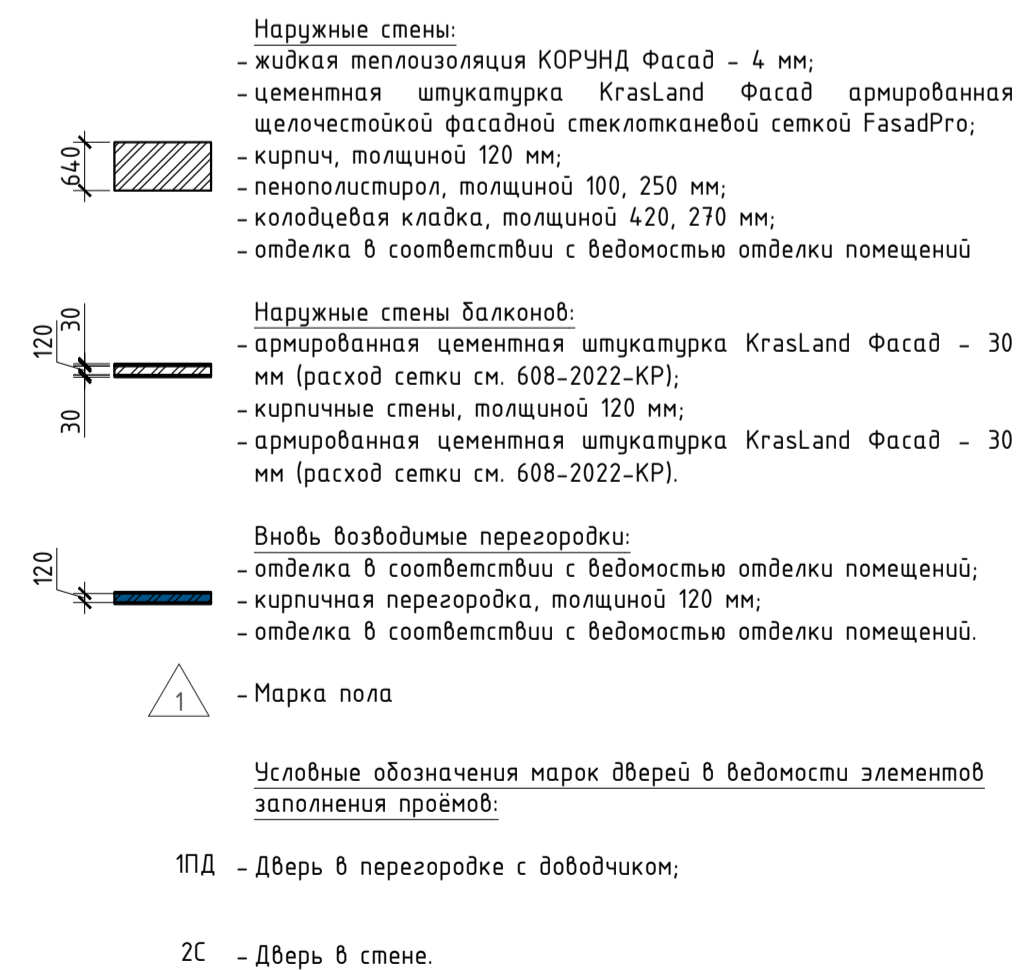 Наружные стены:
- жидкая теплоизоляция КОРУНД Фасад - 4 мм;
- цементная штукатурка KrasLand Фасад армированная
щелочестойкой фасадной стеклотканевой сеткой FasadPro;
640
- кирпич, толщиной 120 мм;
- пенополистирол, толщиной 100, 250 мм;
- колодцевая кладка, толщиной 420, 270 мм;
- отделка в соответствии с ведомостью отделки помещений
Наружные стены балконов:
120
30
30
- армированная цементная штукатурка KrasLand Фасад - 30
мм (расход сетки см. 608-2022-КР);
- кирпичные стены, толщиной 120 мм;
- армированная цементная штукатурка KrasLand Фасад - 30
мм (расход сетки см. 608-2022-КР).
Вновь возводимые перегородки:
120
- отделка в соответствии с ведомостью отделки помещений;
- кирпичная перегородка, толщиной 120 мм;
- отделка в соответствии с ведомостью отделки помещений.
1 - Марка пола
Условные обозначения марок дверей в ведомости элементов
заполнения проёмов:
1ПД - Дверь в перегородке с доводчиком;
2С - Дверь в стене.